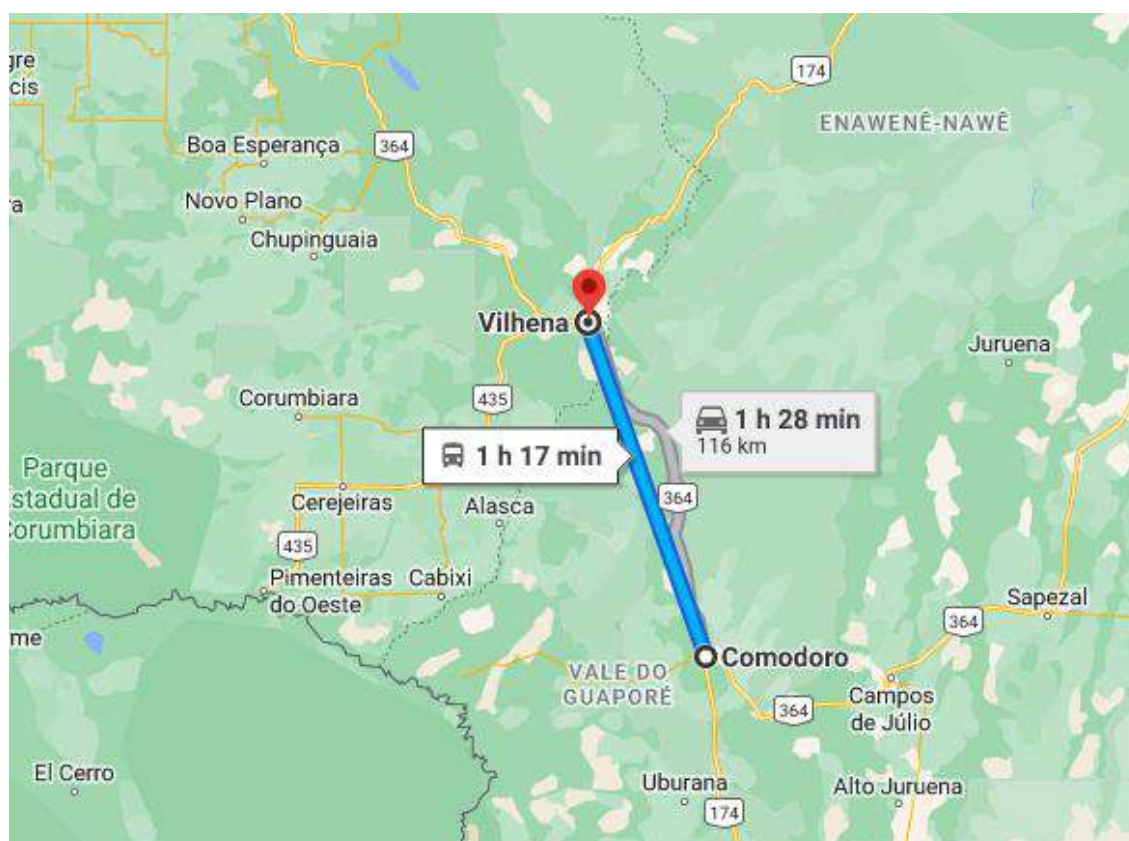 gre
cis
174
ENAWENÊ-NAWÊ
Boa Esperança
364
Novo Plano
ra
Chupinguaia
Vilhena
Juruena
435
Corumbiara
1 h 28 min
116 km
1 h 17 min
Parque
stadual de
Corumbiara
Cerejeiras
Alasca
364
435
Pimenteiras
do Oeste
Cabixi
Sapezal
me
364
Comodoro
VALE DO
GUAPORÉ
Campos
de Júlio
364
El Cerro
Uburana
Alto Juruena
174